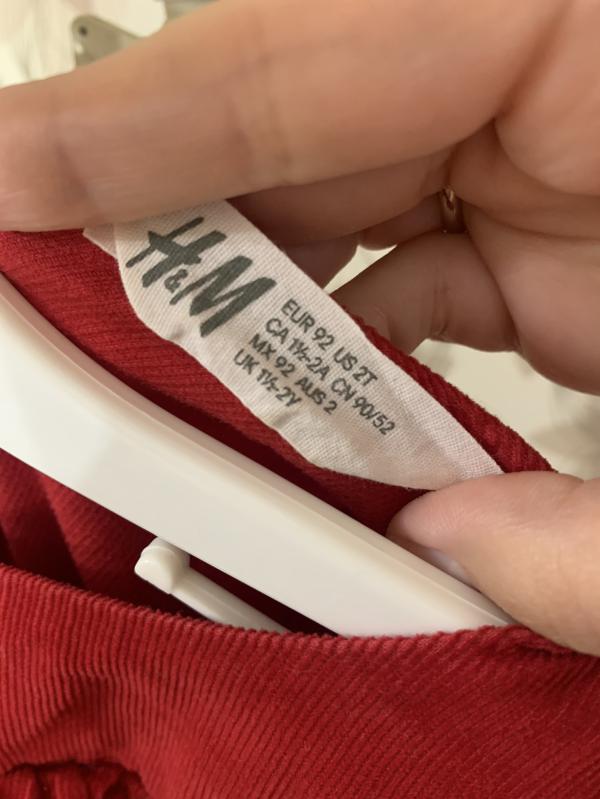 H&M
EUR 92 US 2T
CA 1½-2A CN 90/52
MX 92 AUS 2
UK 1½-2Y